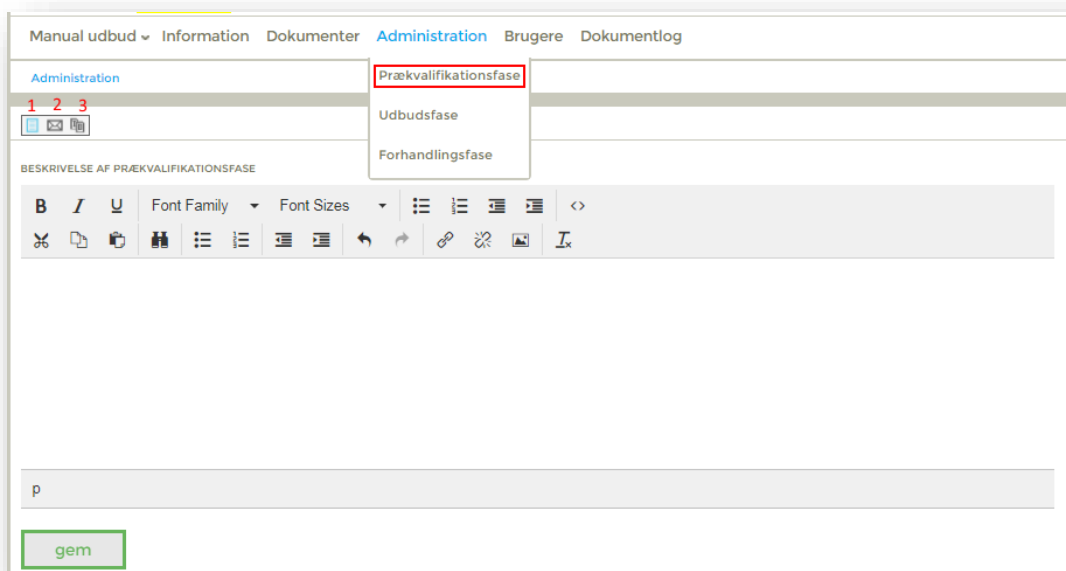 Manual udbud Information Dokumenter Administration Brugere Dokumentlog
Administration
Prækvalifikationsfase
Udbudsfase
Forhandlingsfase
1 2 3
BESKRIVELSE AF PRÆKVALIFIKATIONSFASE
B I U Font Family Font Sizes
p
gem